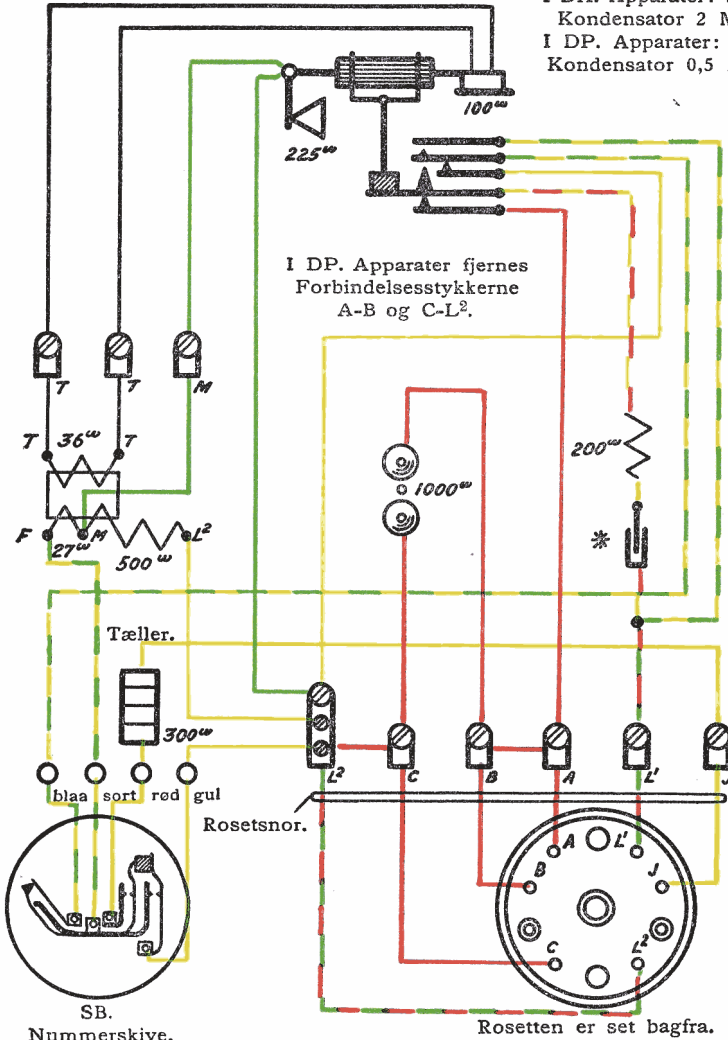 Kondensator 2
I DP. Apparater:
Kondensator 0,5
100ω
225ω
I DP. Apparater fjernes
Forbindelsesstykkerne
A-B og C-L².
T T M
T 36ω T
200ω
1000ω
F 27ω M 500ω L²
*
Tæller.
300ω
L² C B A L' J
blaa sort rød gul
Rosetsnor.
A L'
B J
C L²
SB.
Nummerskive.
Rosetten er set bagfra.